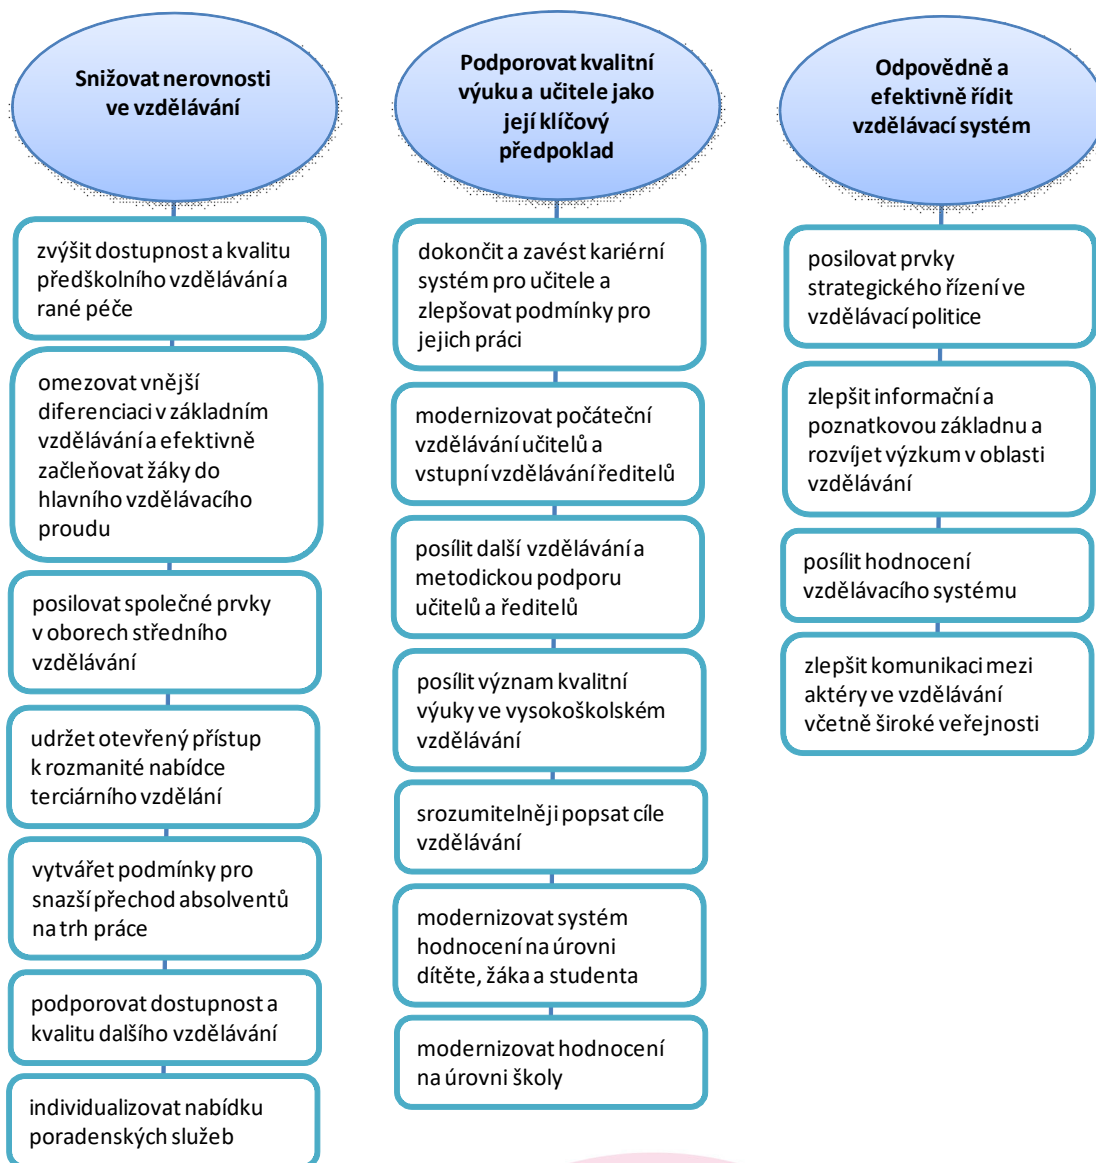 Snižovat nerovnosti
ve vzdělávání
zvýšit dostupnost a kvalitu
předškolního vzdělávání a
rané péče
omezovat vnější
diferenciaci v základním
vzdělávání a efektivně
začleňovat žáky do
hlavního vzdělávacího
proudu
posilovat společné prvky
v oborech středního
vzdělávání
udržet otevřený přístup
k rozmanité nabídce
terciárního vzdělání
vytvářet podmínky pro
snazší přechod absolventů
na trh práce
podporovat dostupnost a
kvalitu dalšího vzdělávání
individualizovat nabídku
poradenských služeb
Podporovat kvalitní
výuku a učitele jako
její klíčový
předpoklad
dokončit a zavést kariérní
systém pro učitele a
zlepšovat podmínky pro
jejich práci
modernizovat počáteční
vzdělávání učitelů a
vstupní vzdělávání ředitelů
posílit další vzdělávání a
metodickou podporu
učitelů a ředitelů
posílit význam kvalitní
výuky ve vysokoškolském
vzdělávání
srozumitelněji popsat cíle
vzdělávání
modernizovat systém
hodnocení na úrovni
dítěte, žáka a studenta
modernizovat hodnocení
na úrovni školy
Odpovědně a
efektivně řídit
vzdělávací systém
posilovat prvky
strategického řízení ve
vzdělávací politice
zlepšit informační a
poznatkovou základnu a
rozvíjet výzkum v oblasti
vzdělávání
posílit hodnocení
vzdělávacího systému
zlepšit komunikaci mezi
aktéry ve vzdělávání
včetně široké veřejnosti